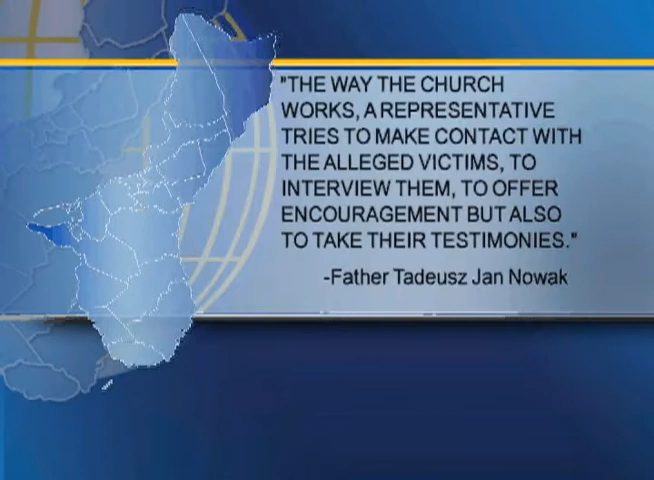 "THE WAY THE CHURCH
WORKS, A REPRESENTATIVE
TRIES TO MAKE CONTACT WITH
THE ALLEGED VICTIMS, TO
INTERVIEW THEM, TO OFFER
ENCOURAGEMENT BUT ALSO
TO TAKE THEIR TESTIMONIES."
-Father Tadeusz Jan Nowak